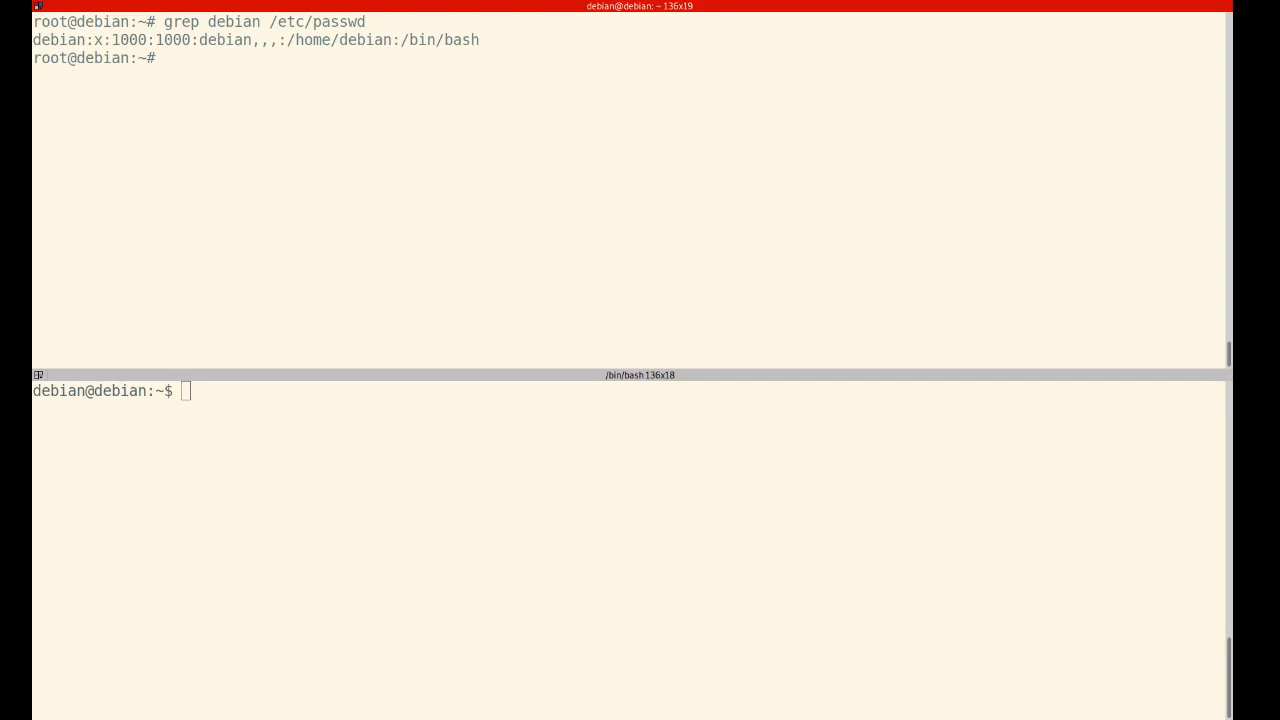 debian@debian: ~ 136x19
root@debian:~# grep debian /etc/passwd
debian:x:1000:1000:debian,,,:/home/debian:/bin/bash
root@debian:~#
/bin/bash 136x18
debian@debian:~$